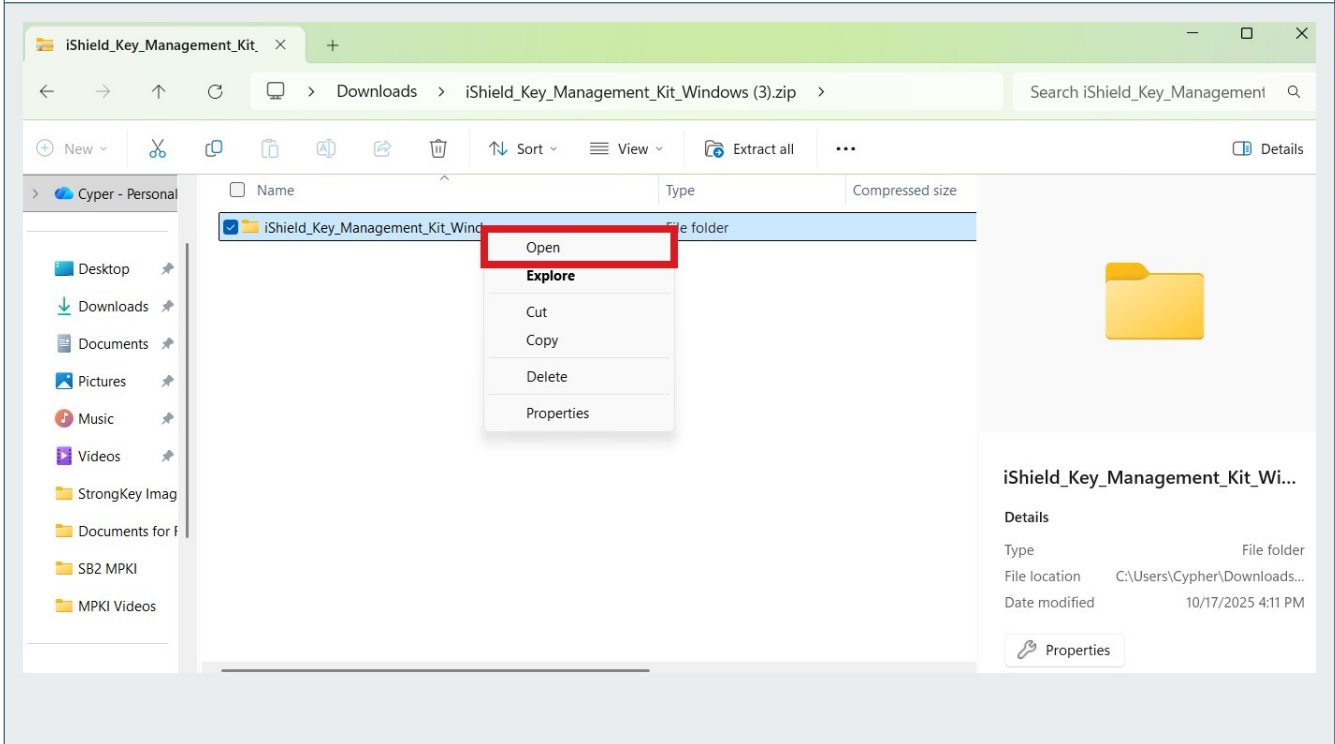 iShield_Key_Management_Kit_
Downloads > iShield_Key_Management_Kit_Windows (3).zip >
Search iShield_Key_Management
New
Sort
View
Extract all
Details
Cyper - Personal
Name
Type
Compressed size
iShield_Key_Management_Kit_Wind
File folder
Open
Explore
Cut
Copy
Delete
Properties
Desktop
Downloads
Documents
Pictures
Music
Videos
StrongKey Imag
Documents for F
SB2 MPKI
MPKI Videos
iShield_Key_Management_Kit_Wi...
Details
Type File folder
File location C:\Users\Cypher\Downloads...
Date modified 10/17/2025 4:11 PM
Properties